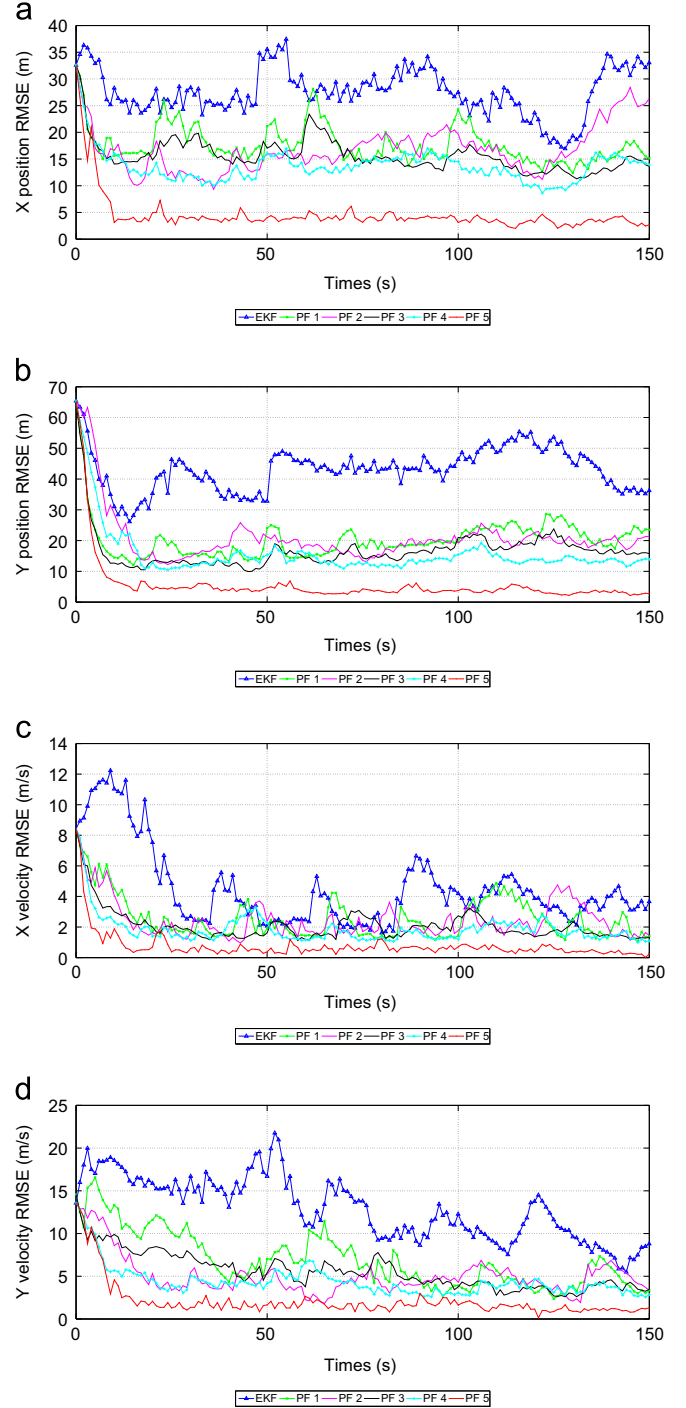 a
40
35
30
25
20
15
10
5
0
X position RMSE (m)
0 50 100 150
Times (s)
EKF PF 1 PF 2 PF 3 PF 4 PF 5
b
70
60
50
40
30
20
10
0
Y position RMSE (m)
0 50 100 150
Times (s)
EKF PF 1 PF 2 PF 3 PF 4 PF 5
c
14
12
10
8
6
4
2
0
X velocity RMSE (m/s)
0 50 100 150
Times (s)
EKF PF 1 PF 2 PF 3 PF 4 PF 5
d
25
20
15
10
5
0
Y velocity RMSE (m/s)
0 50 100 150
Times (s)
EKF PF 1 PF 2 PF 3 PF 4 PF 5